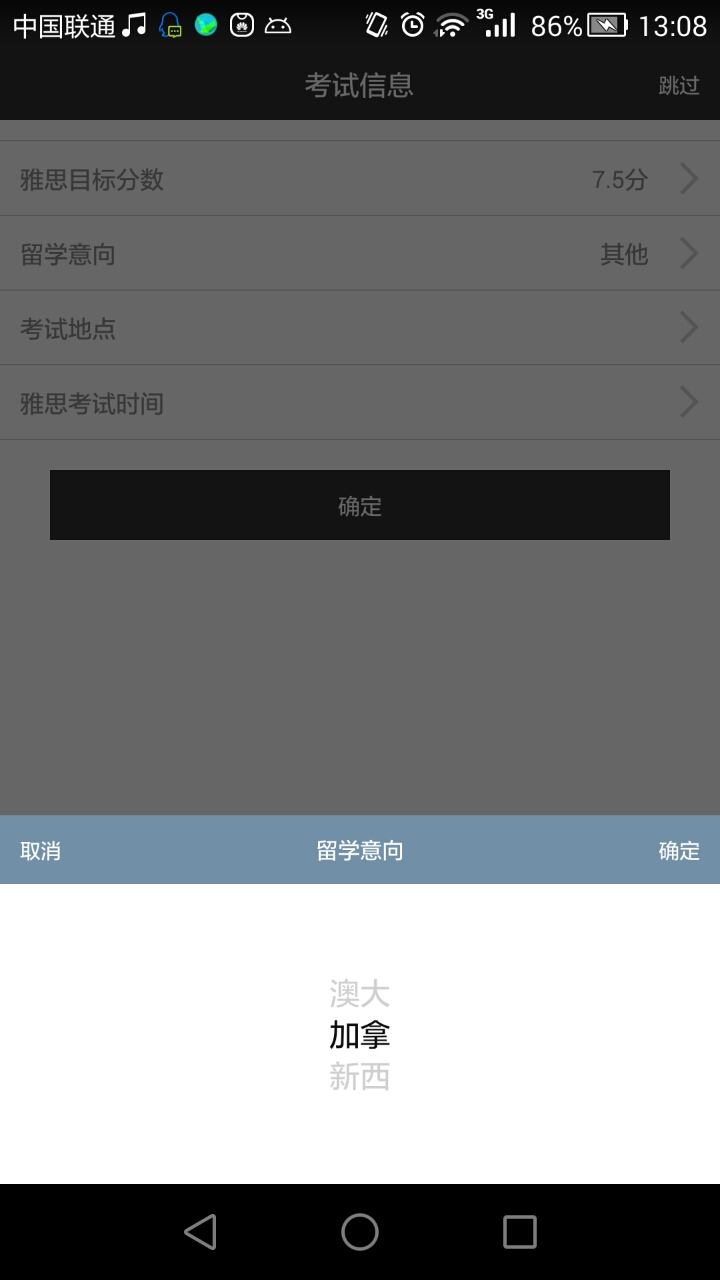 中国联通 3G 86% 13:08
考试信息 跳过
雅思目标分数 7.5分
留学意向 其他
考试地点
雅思考试时间
确定
取消 留学意向 确定
澳大
加拿
新西